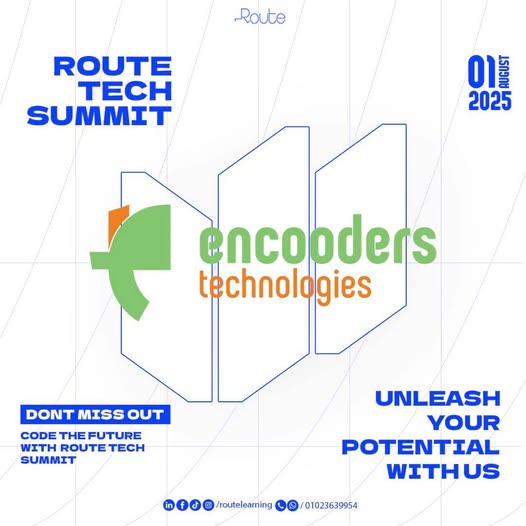 Route
ROUTE
TECH
SUMMIT
01 AUGUST
2025
encooders
technologies
DONT MISS OUT
CODE THE FUTURE
WITH ROUTE TECH
SUMMIT
UNLEASH
YOUR
POTENTIAL
WITH US
/routelearning / 01023639954